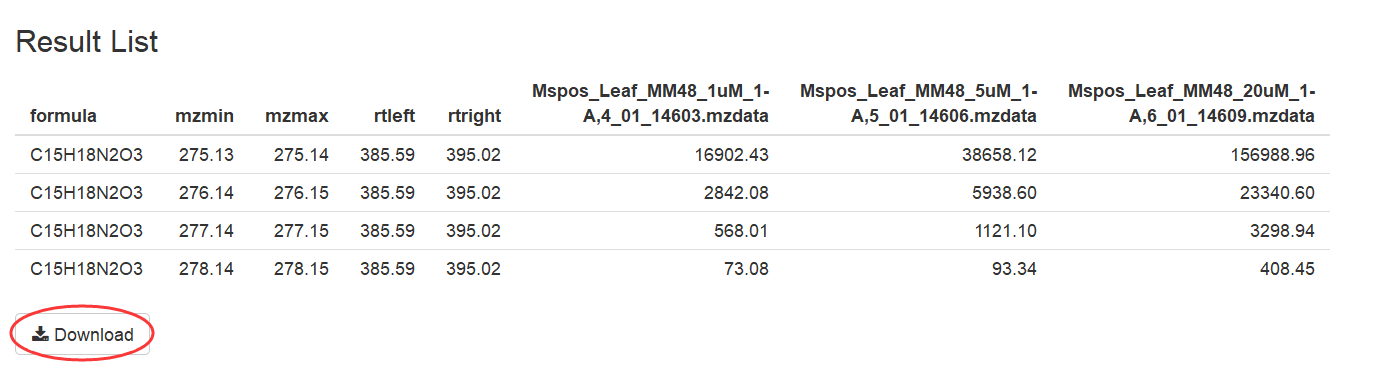 Result List
Mspos_Leaf_MM48_1uM_1- Mspos_Leaf_MM48_5uM_1- Mspos_Leaf_MM48_20uM_1-
formula mzmin mzmax rtleft rtright A,4_01_14603.mzdata A,5_01_14606.mzdata A,6_01_14609.mzdata
C15H18N2O3 275.13 275.14 385.59 395.02 16902.43 38658.12 156988.96
C15H18N2O3 276.14 276.15 385.59 395.02 2842.08 5938.60 23340.60
C15H18N2O3 277.14 277.15 385.59 395.02 568.01 1121.10 3298.94
C15H18N2O3 278.14 278.15 385.59 395.02 73.08 93.34 408.45
Download